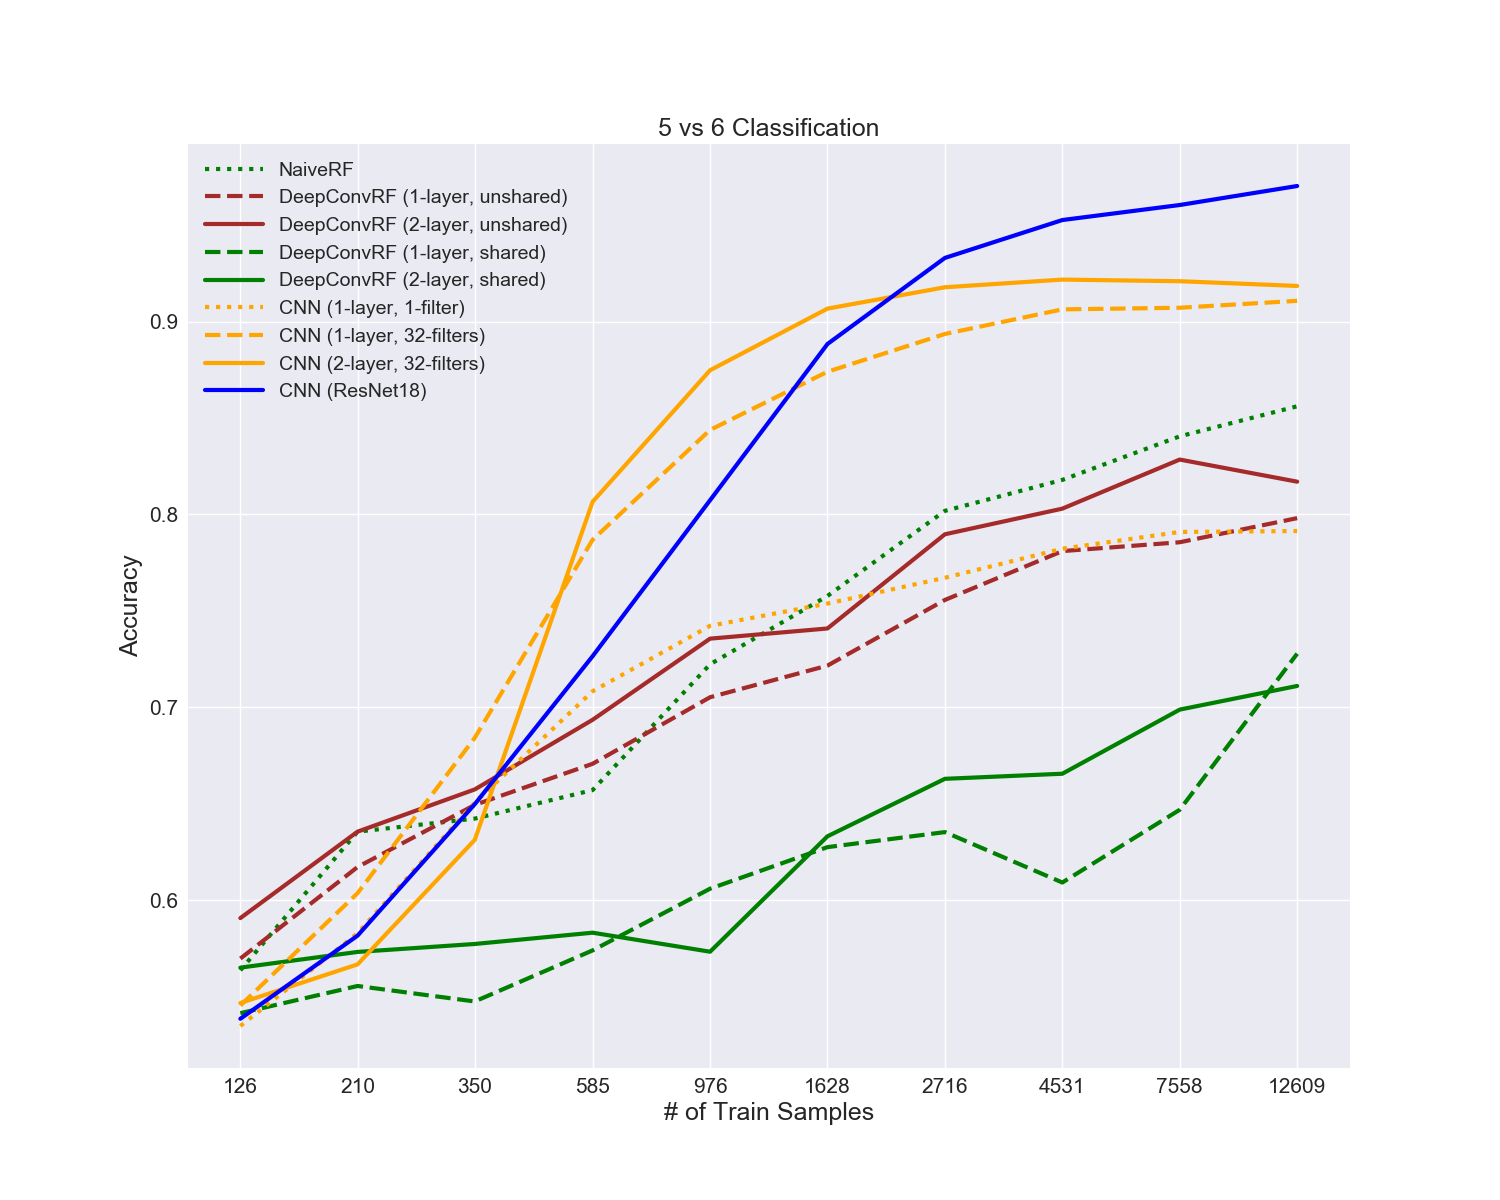 5 vs 6 Classification
NaiveRF
DeepConvRF (1-layer, unshared)
DeepConvRF (2-layer, unshared)
DeepConvRF (1-layer, shared)
DeepConvRF (2-layer, shared)
CNN (1-layer, 1-filter)
CNN (1-layer, 32-filters)
CNN (2-layer, 32-filters)
CNN (ResNet18)
0.9
0.8
0.7
0.6
Accuracy
126 210 350 585 976 1628 2716 4531 7558 12609
# of Train Samples